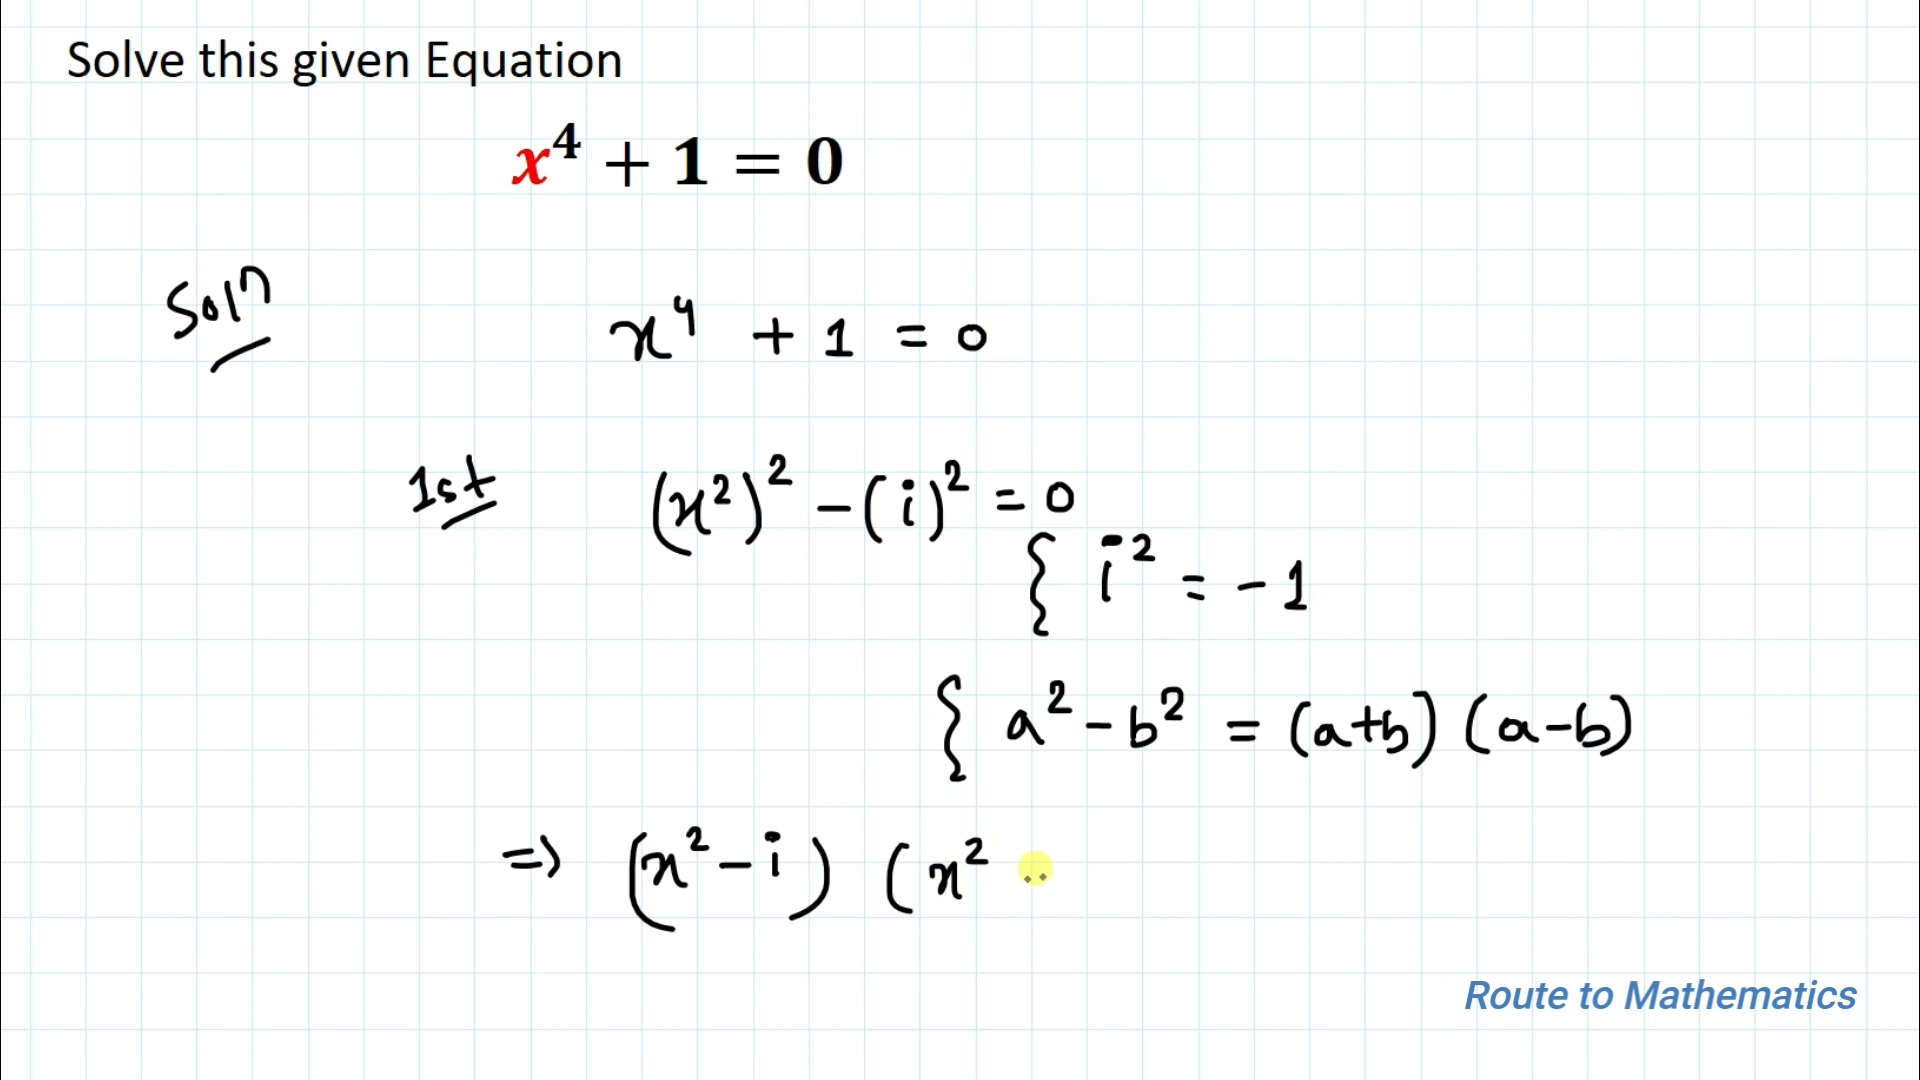 Solve this given Equation
x⁴ + 1 = 0
Solⁿ
x⁴ + 1 = 0
1st (x²)² - (i)² = 0
{ i² = -1
{ a² - b² = (a+b) (a-b)
=> (x² - i) (x²
Route to Mathematics